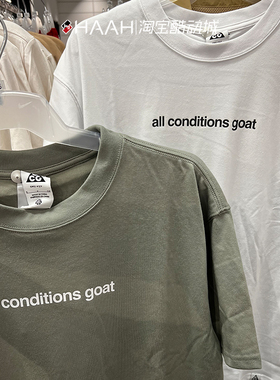 HAAH | 淘宝酷动城
all conditions goat
conditions goat